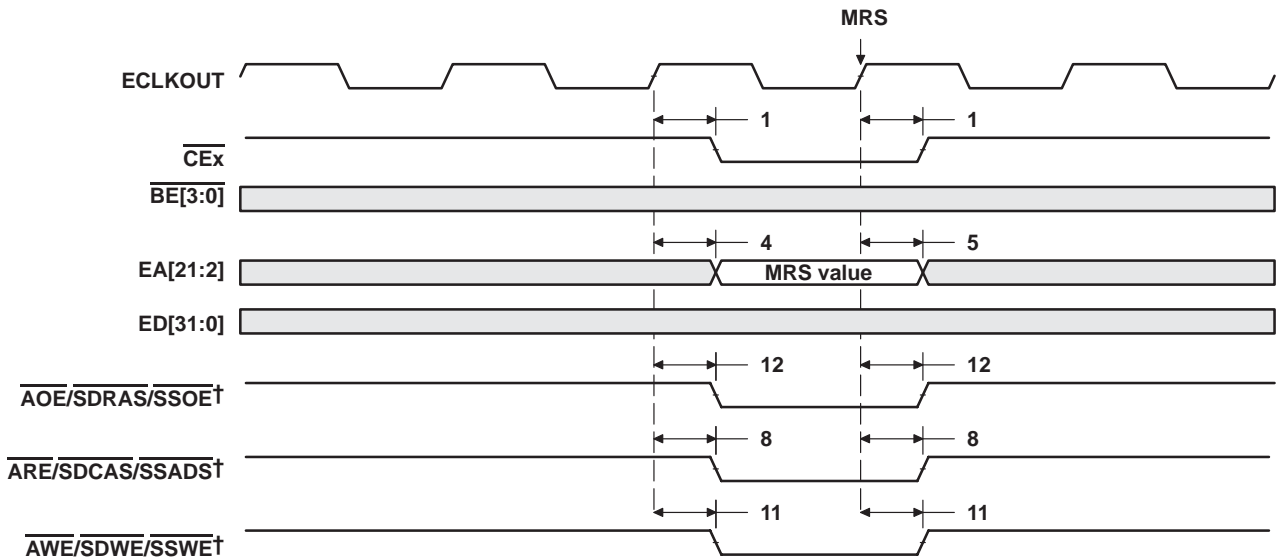 MRS
ECLKOUT
1 1
CEx
BE[3:0]
4 5
EA[21:2] MRS value
ED[31:0]
12 12
AOE/SDRAS/SSOE†
8 8
ARE/SDCAS/SSADS†
11 11
AWE/SDWE/SSWE†